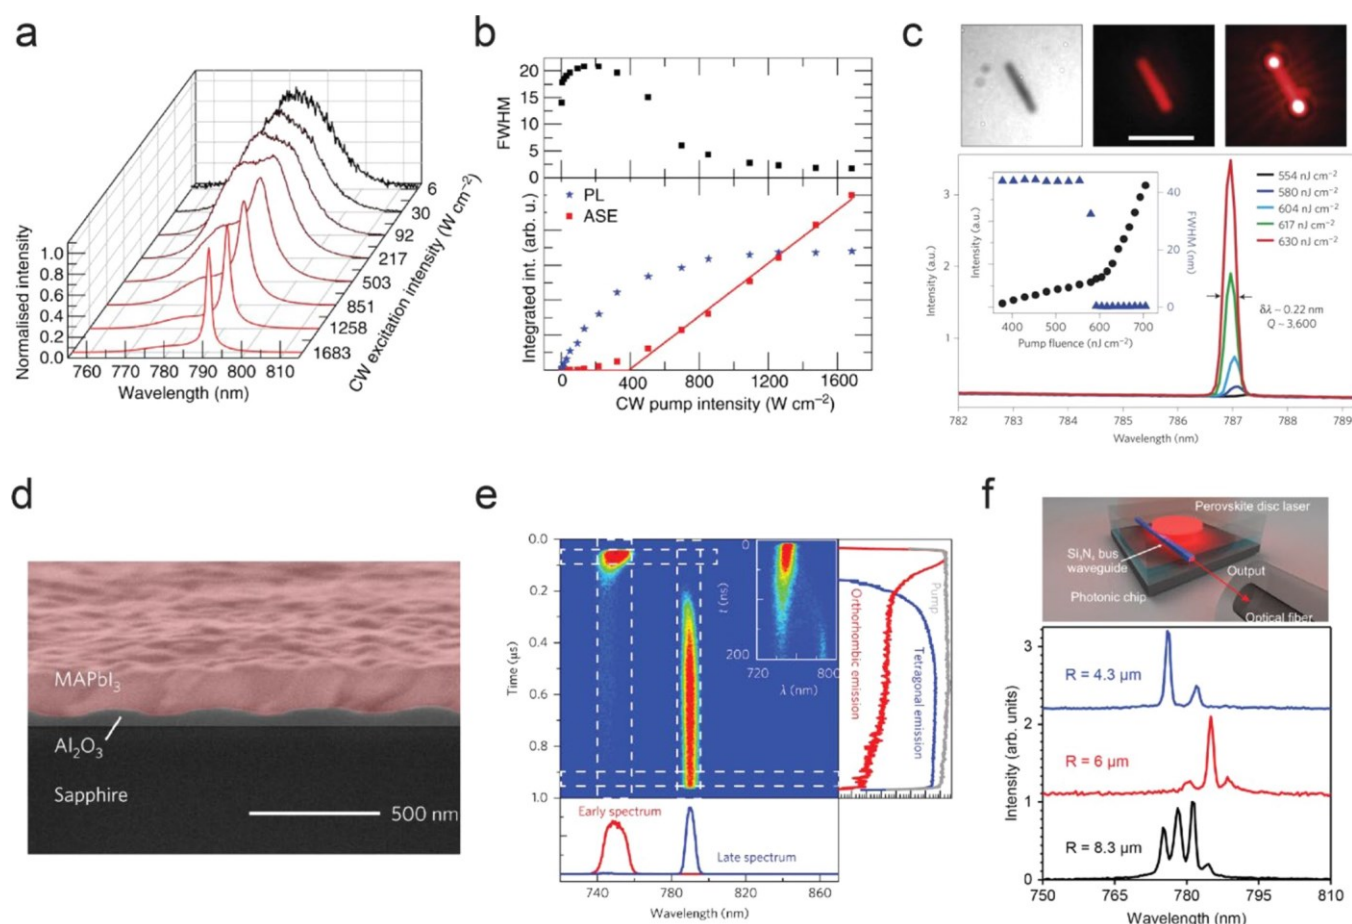 a
Normalised intensity
1.0
0.8
0.6
0.4
0.2
0.0
760
770
780
790
800
810
Wavelength (nm)
6
30
92
217
503
851
1258
1683
CW excitation intensity (W cm⁻²)
b
FWHM
20
15
10
5
0
PL
ASE
Integrated int. (arb. u.)
0
400
800
1200
1600
CW pump intensity (W cm⁻²)
c
Intensity (a.u.)
3
2
1
Intensity (a.u.)
40
20
0
FWHM (nm)
400
500
600
700
Pump fluence (nJ cm⁻²)
554 nJ cm⁻²
580 nJ cm⁻²
604 nJ cm⁻²
617 nJ cm⁻²
630 nJ cm⁻²
δλ ~ 0.22 nm
Q ~ 3,600
782
783
784
785
786
787
788
789
Wavelength (nm)
d
MAPbI₃
Al₂O₃
Sapphire
500 nm
e
Time (µs)
0.0
0.2
0.4
0.6
0.8
1.0
0
t (ns)
200
720
800
λ (nm)
Orthorhombic emission
Tetragonal emission
Pump
Early spectrum
Late spectrum
740
780
820
860
Wavelength (nm)
f
Perovskite disc laser
Si₃N₄ bus
waveguide
Output
Photonic chip
Optical fiber
Intensity (arb. units)
3
2
1
0
R = 4.3 µm
R = 6 µm
R = 8.3 µm
750
765
780
795
810
Wavelength (nm)